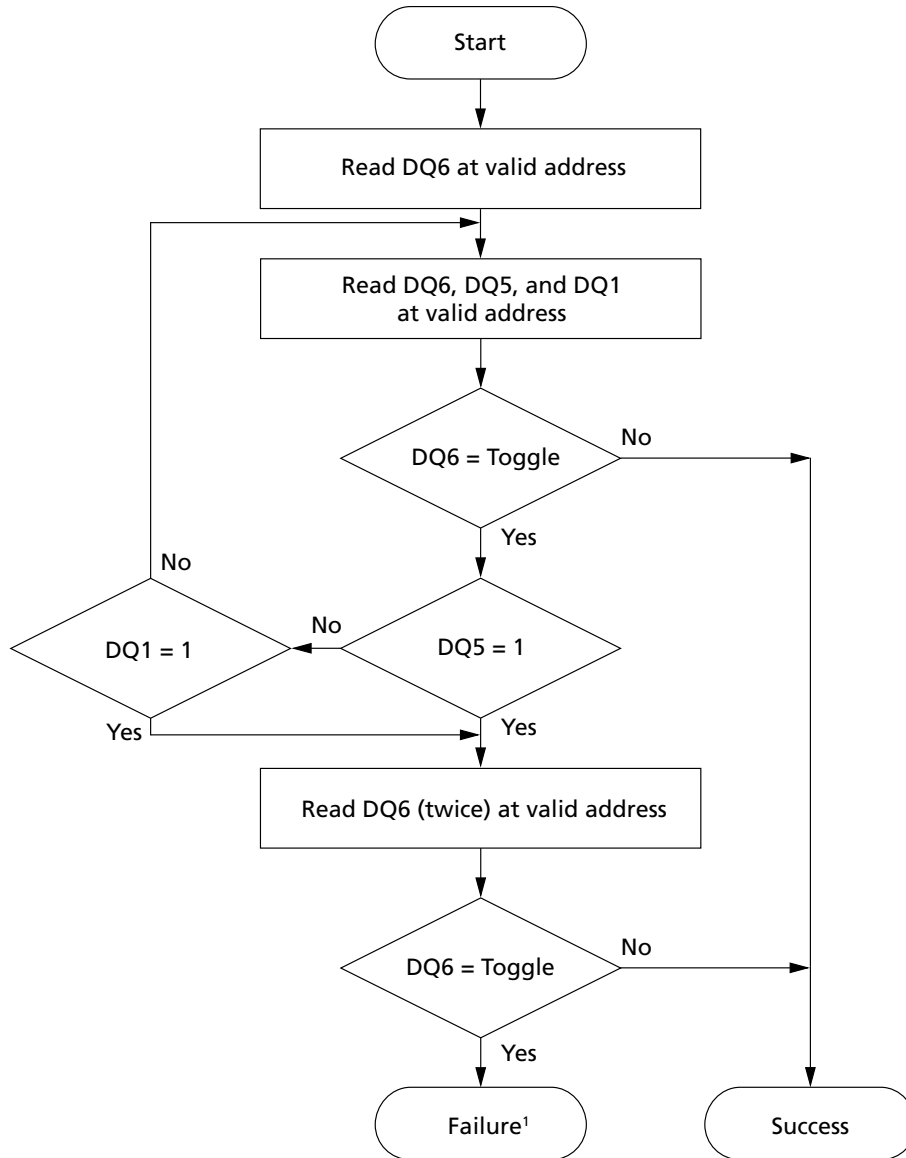 Start
Read DQ6 at valid address
Read DQ6, DQ5, and DQ1
at valid address
DQ6 = Toggle
No
Yes
No
DQ1 = 1
No
DQ5 = 1
Yes
Yes
Read DQ6 (twice) at valid address
DQ6 = Toggle
No
Yes
Failure¹
Success